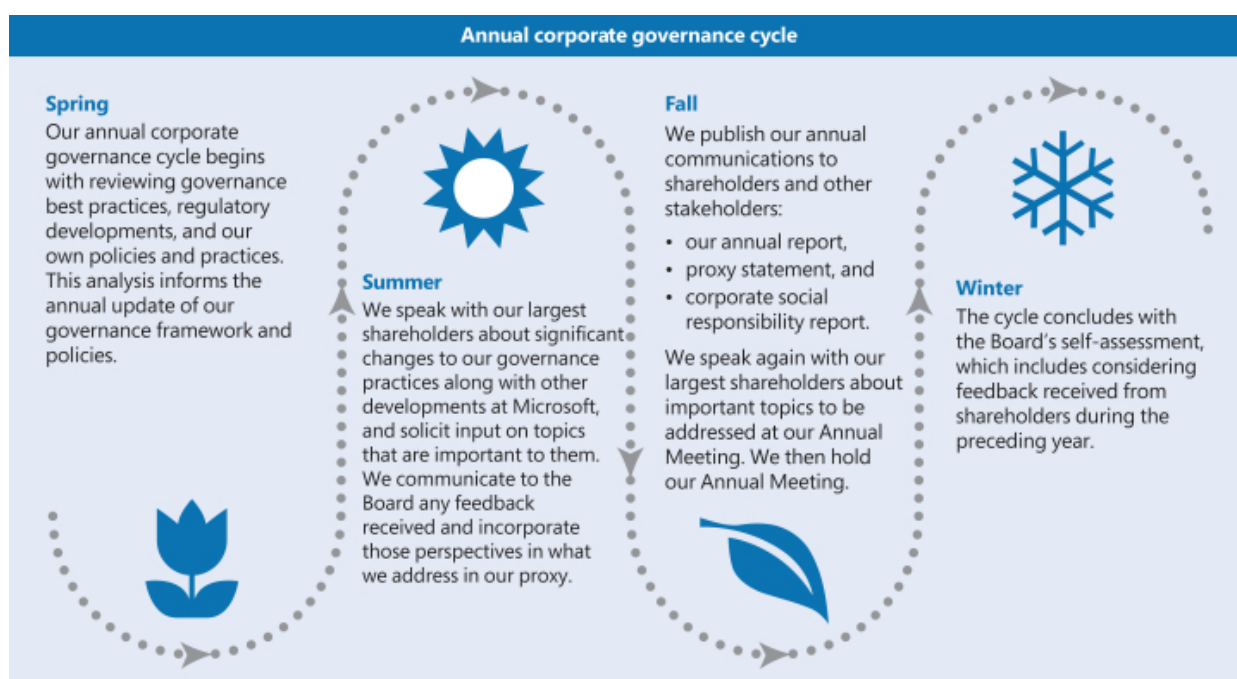 Annual corporate governance cycle
Spring
Our annual corporate
governance cycle begins
with reviewing governance
best practices, regulatory
developments, and our
own policies and practices.
This analysis informs the
annual update of our
governance framework and
policies.
Summer
We speak with our largest
shareholders about significant
changes to our governance
practices along with other
developments at Microsoft,
and solicit input on topics
that are important to them.
We communicate to the
Board any feedback
received and incorporate
those perspectives in what
we address in our proxy.
Fall
We publish our annual
communications to
shareholders and other
stakeholders:
• our annual report,
• proxy statement, and
• corporate social
responsibility report.
We speak again with our
largest shareholders about
important topics to be
addressed at our Annual
Meeting. We then hold
our Annual Meeting.
Winter
The cycle concludes with
the Board's self-assessment,
which includes considering
feedback received from
shareholders during the
preceding year.